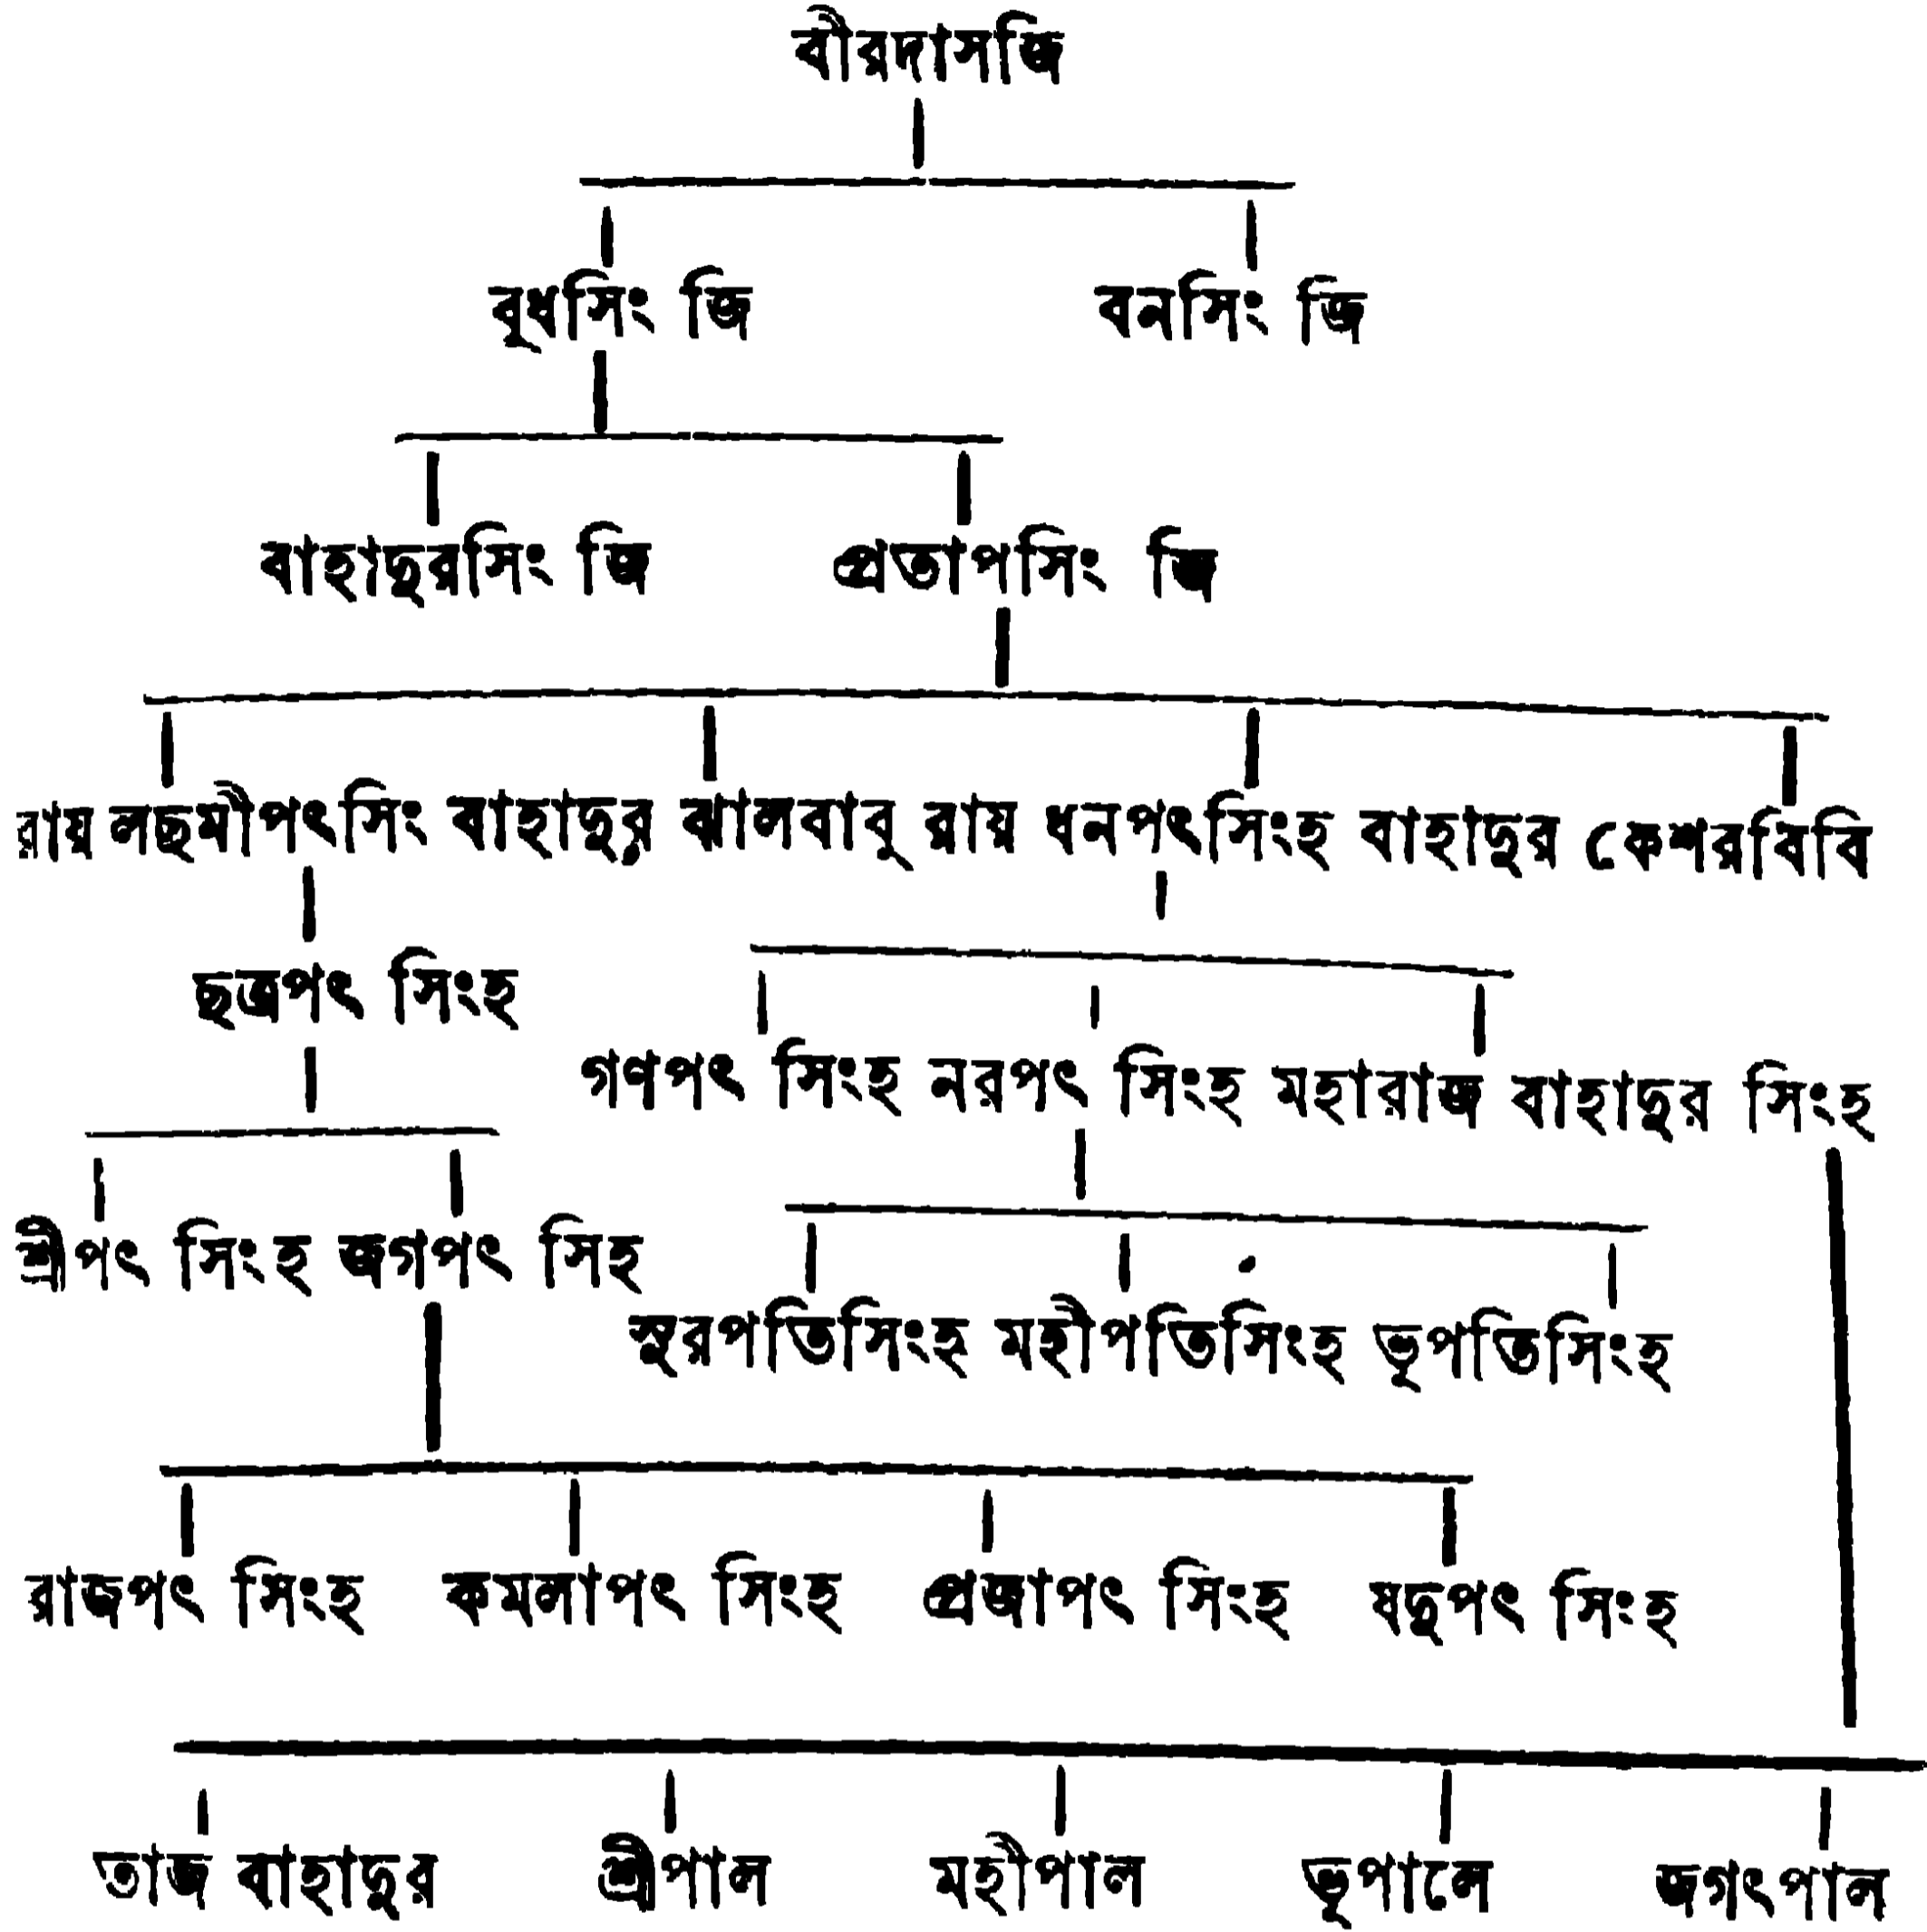 বীরদাসজি
বুধসিং জি বনসিং জি
বাহাদুরসিং জি প্রতাপসিং জি
রায় লছমীপৎসিং বাহাদুর ঝালবাবু রায় ধনপৎসিংহ বাহাদুর কেশরবিবি
ছত্রপৎ সিংহ
গণপৎ সিংহ নরপৎ সিংহ মহারাজ বাহাদুর সিংহ
শ্রীপৎ সিংহ জগপৎ সিহ
সুরপতিসিংহ মহীপতিসিংহ ভূপতিসিংহ
রাজপৎ সিংহ কমলাপৎ সিংহ প্রজাপৎ সিংহ যদুপৎ সিংহ
তাজ বাহাদুর শ্রীপাল মহীপাল ভূপালে জগৎপাল